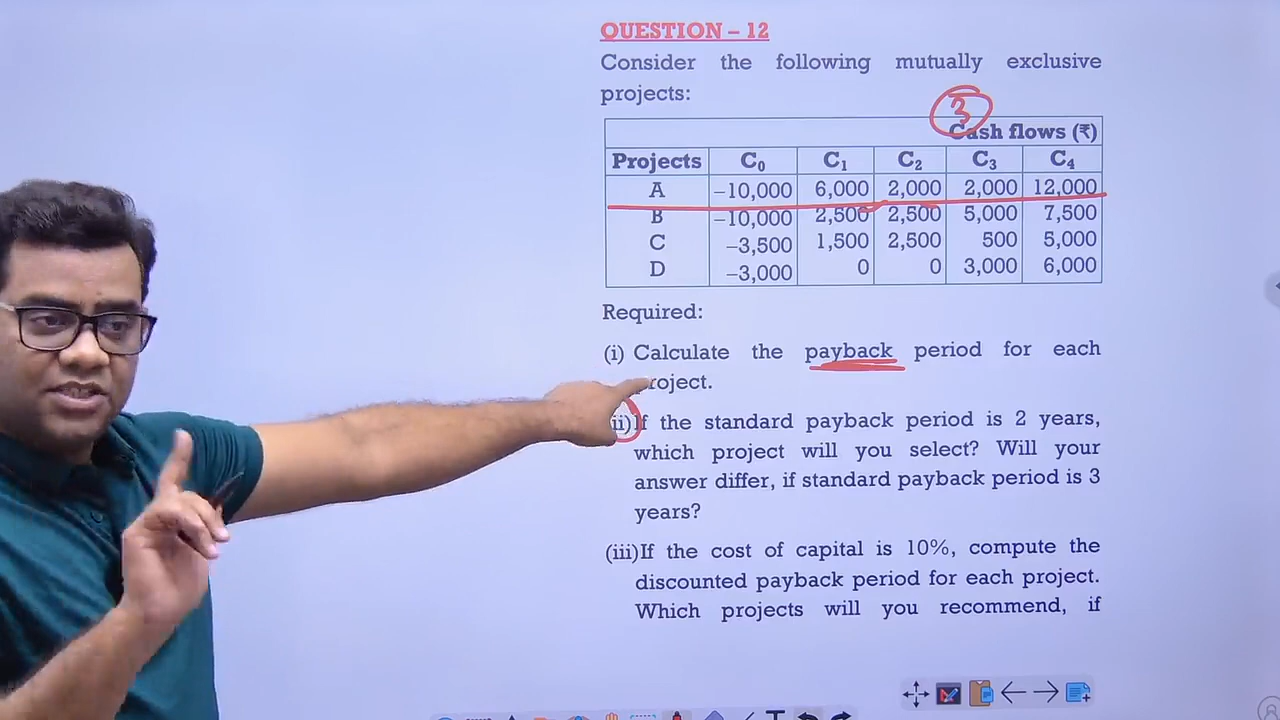 QUESTION – 12
Consider the following mutually exclusive
projects:
3
Cash flows (₹)
Projects C₀ C₁ C₂ C₃ C₄
A –10,000 6,000 2,000 2,000 12,000
B –10,000 2,500 2,500 5,000 7,500
C –3,500 1,500 2,500 500 5,000
D –3,000 0 0 3,000 6,000
Required:
(i) Calculate the payback period for each
project.
(ii) If the standard payback period is 2 years,
which project will you select? Will your
answer differ, if standard payback period is 3
years?
(iii) If the cost of capital is 10%, compute the
discounted payback period for each project.
Which projects will you recommend, if